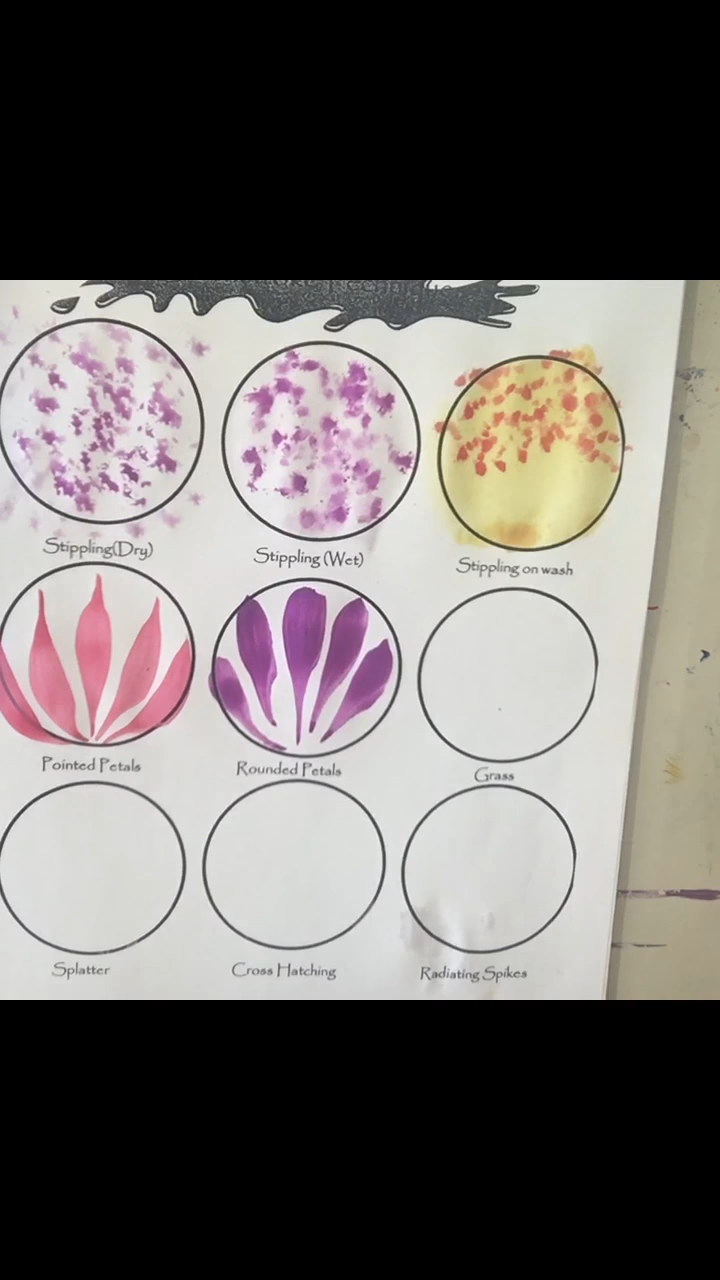 Stippling(Dry)
Stippling (Wet)
Stippling on wash
Pointed Petals
Rounded Petals
Grass
Splatter
Cross Hatching
Radiating Spikes